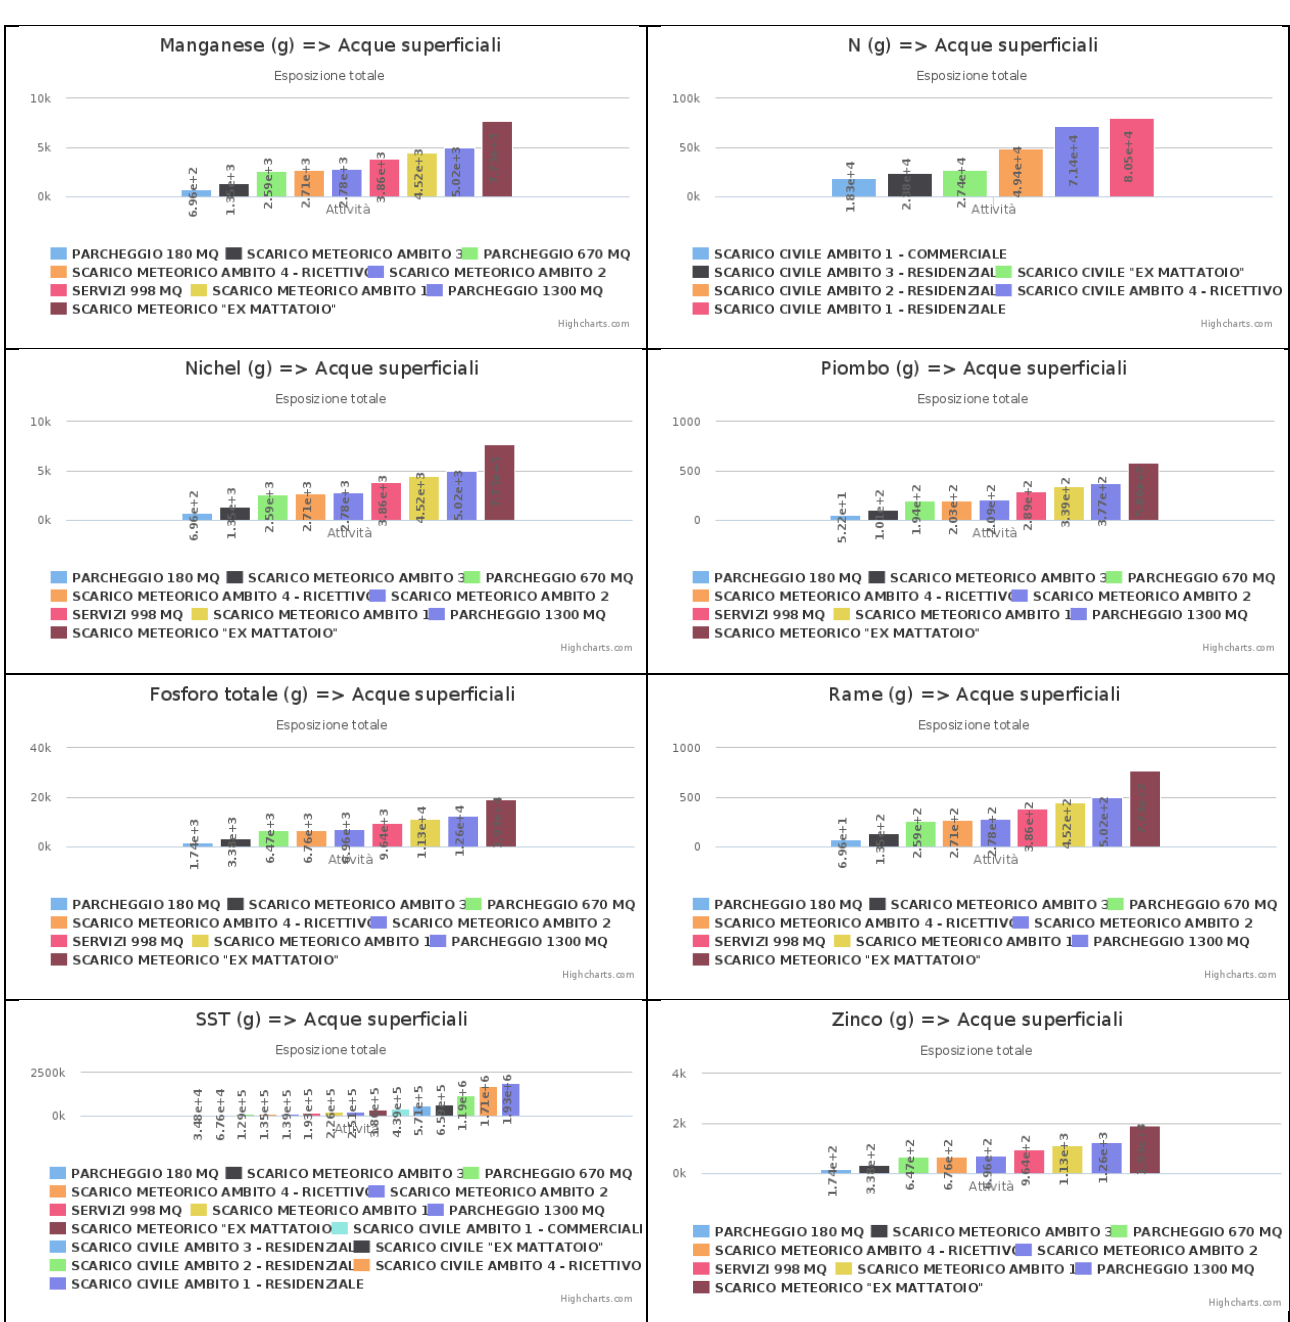 Manganese (g) => Acque superficiali
Esposizione totale
10k
5k
0k
6.96e+2
2.59e+3
2.71e+3
2.78e+3
3.86e+3
4.52e+3
5.02e+3
Attività
PARCHEGGIO 180 MQ SCARICO METEORICO AMBITO 3 PARCHEGGIO 670 MQ
SCARICO METEORICO AMBITO 4 - RICETTIVO SCARICO METEORICO AMBITO 2
SERVIZI 998 MQ SCARICO METEORICO AMBITO 1 PARCHEGGIO 1300 MQ
SCARICO METEORICO "EX MATTATOIO"
Highcharts.com
N (g) => Acque superficiali
Esposizione totale
100k
50k
0k
1.83e+4
2.74e+4
4.94e+4
7.14e+4
8.05e+4
Attività
SCARICO CIVILE AMBITO 1 - COMMERCIALE
SCARICO CIVILE AMBITO 3 - RESIDENZIAL SCARICO CIVILE "EX MATTATOIO"
SCARICO CIVILE AMBITO 2 - RESIDENZIAL SCARICO CIVILE AMBITO 4 - RICETTIVO
SCARICO CIVILE AMBITO 1 - RESIDENZIALE
Highcharts.com
Nichel (g) => Acque superficiali
Esposizione totale
10k
5k
0k
6.96e+2
2.59e+3
2.71e+3
2.78e+3
3.86e+3
4.52e+3
5.02e+3
Attività
PARCHEGGIO 180 MQ SCARICO METEORICO AMBITO 3 PARCHEGGIO 670 MQ
SCARICO METEORICO AMBITO 4 - RICETTIVO SCARICO METEORICO AMBITO 2
SERVIZI 998 MQ SCARICO METEORICO AMBITO 1 PARCHEGGIO 1300 MQ
SCARICO METEORICO "EX MATTATOIO"
Highcharts.com
Piombo (g) => Acque superficiali
Esposizione totale
1000
500
0
5.22e+1
1.94e+2
2.03e+2
2.09e+2
2.89e+2
3.39e+2
3.77e+2
Attività
PARCHEGGIO 180 MQ SCARICO METEORICO AMBITO 3 PARCHEGGIO 670 MQ
SCARICO METEORICO AMBITO 4 - RICETTIVO SCARICO METEORICO AMBITO 2
SERVIZI 998 MQ SCARICO METEORICO AMBITO 1 PARCHEGGIO 1300 MQ
SCARICO METEORICO "EX MATTATOIO"
Highcharts.com
Fosforo totale (g) => Acque superficiali
Esposizione totale
40k
20k
0k
1.74e+3
6.47e+3
6.76e+3
6.96e+3
9.64e+3
1.13e+4
1.26e+4
Attività
PARCHEGGIO 180 MQ SCARICO METEORICO AMBITO 3 PARCHEGGIO 670 MQ
SCARICO METEORICO AMBITO 4 - RICETTIVO SCARICO METEORICO AMBITO 2
SERVIZI 998 MQ SCARICO METEORICO AMBITO 1 PARCHEGGIO 1300 MQ
SCARICO METEORICO "EX MATTATOIO"
Highcharts.com
Rame (g) => Acque superficiali
Esposizione totale
1000
500
0
6.96e+1
2.59e+2
2.71e+2
2.78e+2
3.86e+2
4.52e+2
5.02e+2
Attività
PARCHEGGIO 180 MQ SCARICO METEORICO AMBITO 3 PARCHEGGIO 670 MQ
SCARICO METEORICO AMBITO 4 - RICETTIVO SCARICO METEORICO AMBITO 2
SERVIZI 998 MQ SCARICO METEORICO AMBITO 1 PARCHEGGIO 1300 MQ
SCARICO METEORICO "EX MATTATOIO"
Highcharts.com
SST (g) => Acque superficiali
Esposizione totale
2500k
0k
3.48e+4
6.76e+4
1.29e+5
1.35e+5
1.39e+5
1.93e+5
2.26e+5
2.51e+5
4.39e+5
5.71e+5
1.19e+6
1.71e+6
1.93e+6
Attività
PARCHEGGIO 180 MQ SCARICO METEORICO AMBITO 3 PARCHEGGIO 670 MQ
SCARICO METEORICO AMBITO 4 - RICETTIVO SCARICO METEORICO AMBITO 2
SERVIZI 998 MQ SCARICO METEORICO AMBITO 1 PARCHEGGIO 1300 MQ
SCARICO METEORICO "EX MATTATOIO SCARICO CIVILE AMBITO 1 - COMMERCIALI
SCARICO CIVILE AMBITO 3 - RESIDENZIAL SCARICO CIVILE "EX MATTATOIO"
SCARICO CIVILE AMBITO 2 - RESIDENZIAL SCARICO CIVILE AMBITO 4 - RICETTIVO
SCARICO CIVILE AMBITO 1 - RESIDENZIALE
Highcharts.com
Zinco (g) => Acque superficiali
Esposizione totale
4k
2k
0k
1.74e+2
6.47e+2
6.76e+2
6.96e+2
9.64e+2
1.13e+3
1.26e+3
Attività
PARCHEGGIO 180 MQ SCARICO METEORICO AMBITO 3 PARCHEGGIO 670 MQ
SCARICO METEORICO AMBITO 4 - RICETTIVO SCARICO METEORICO AMBITO 2
SERVIZI 998 MQ SCARICO METEORICO AMBITO 1 PARCHEGGIO 1300 MQ
SCARICO METEORICO "EX MATTATOIO"
Highcharts.com